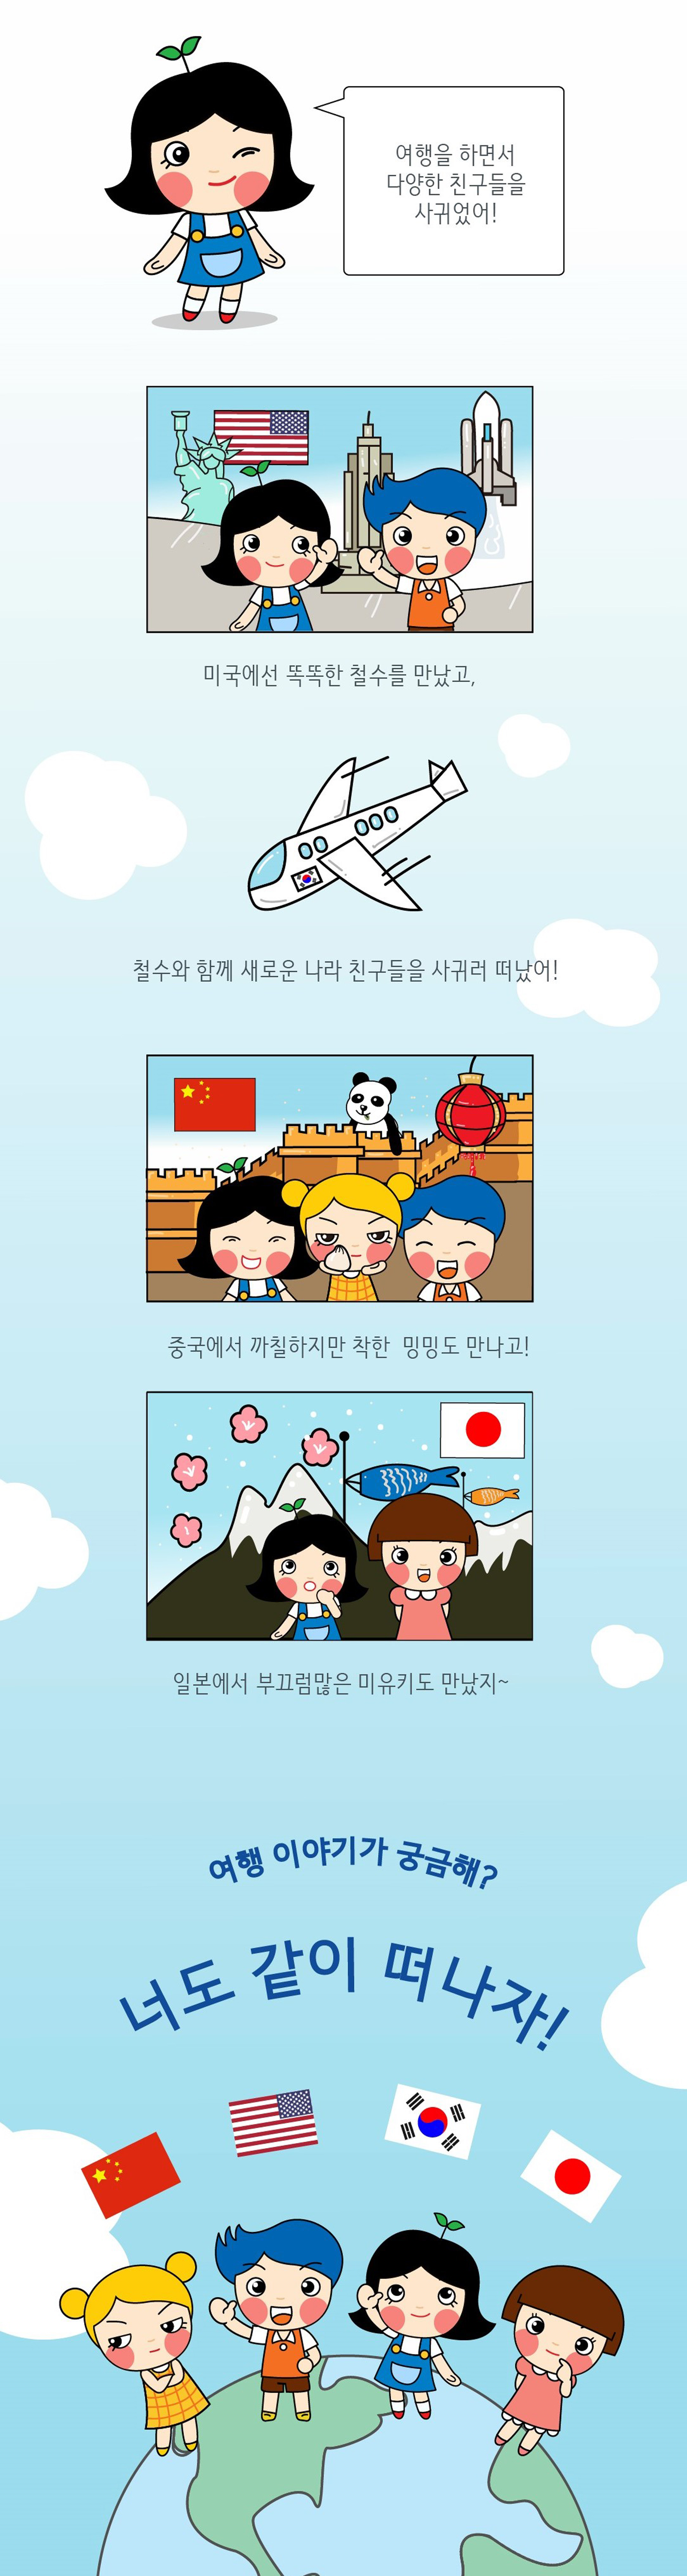 여행을 하면서
다양한 친구들을
사귀었어!
미국에선 똑똑한 철수를 만났고,
철수와 함께 새로운 나라 친구들을 사귀러 떠났어!
중국에서 까칠하지만 착한  밍밍도 만나고!
일본에서 부끄럼많은 미유키도 만났지~
여행 이야기가 궁금해?
너도 같이 떠나자!